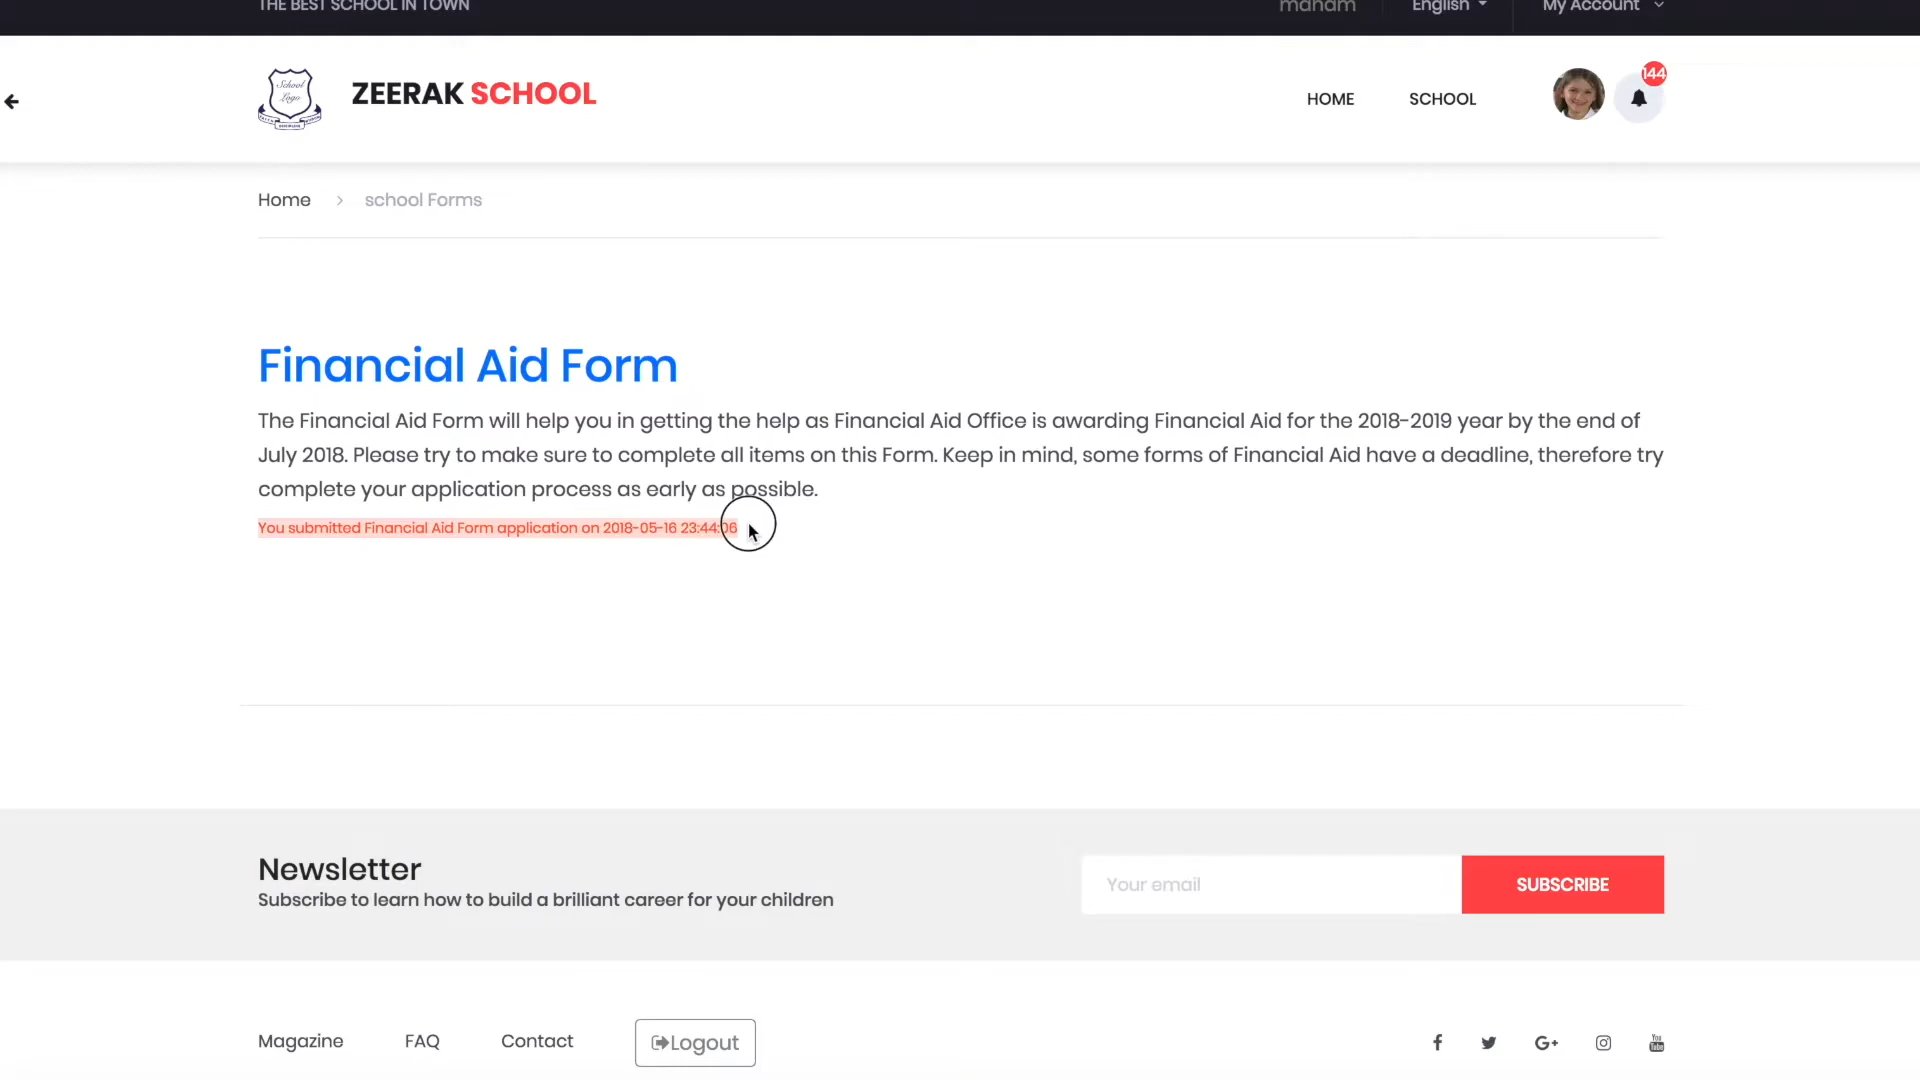 THE BEST SCHOOL IN TOWN
maham
English
My Account
School
Logo
ZEERAK SCHOOL
HOME
SCHOOL
144
Home
school Forms
Financial Aid Form
The Financial Aid Form will help you in getting the help as Financial Aid Office is awarding Financial Aid for the 2018-2019 year by the end of
July 2018. Please try to make sure to complete all items on this Form. Keep in mind, some forms of Financial Aid have a deadline, therefore try
complete your application process as early as possible.
You submitted Financial Aid Form application on 2018-05-16 23:44:06
Newsletter
Subscribe to learn how to build a brilliant career for your children
Your email
SUBSCRIBE
Magazine
FAQ
Contact
Logout
G+
You
Tube